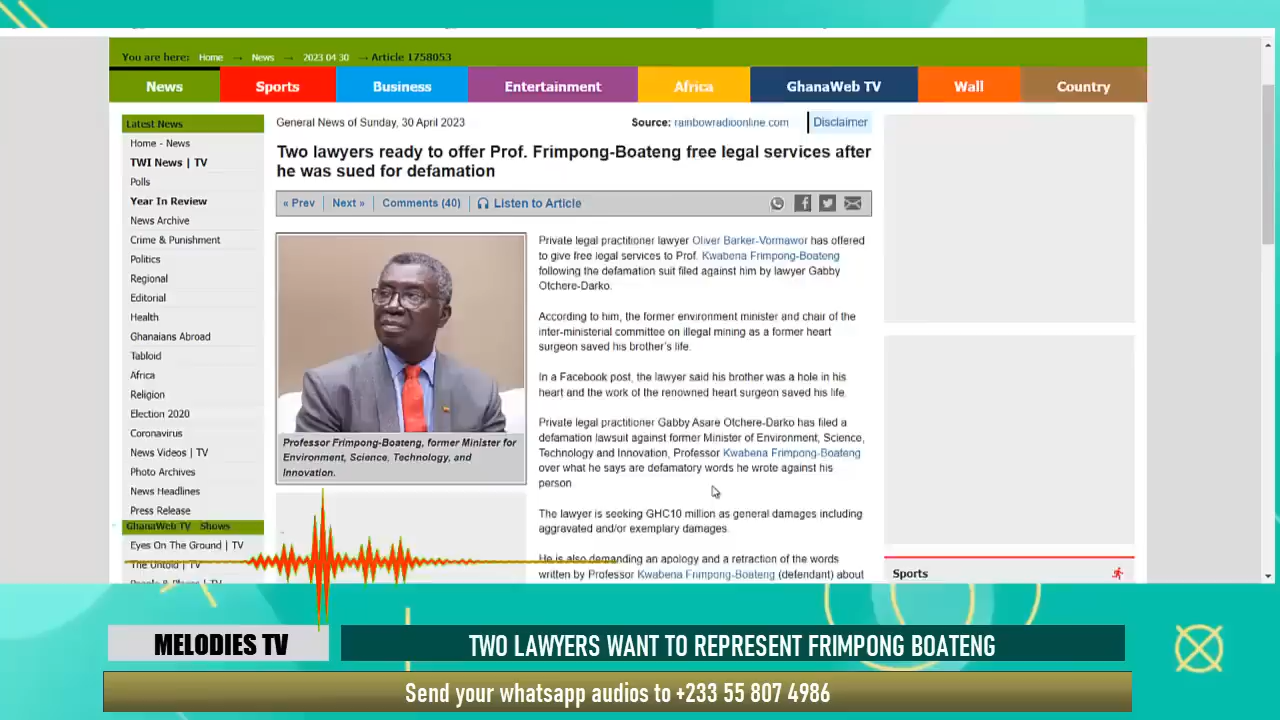 You are here: Home → News → 2023 04 30 → Article 1758053
News Sports Business Entertainment Africa GhanaWeb TV Wall Country
Latest News
Home - News
TWI News | TV
Polls
Year In Review
News Archive
Crime & Punishment
Politics
Regional
Editorial
Health
Ghanaians Abroad
Tabloid
Africa
Religion
Election 2020
Coronavirus
News Videos | TV
Photo Archives
News Headlines
Press Release
GhanaWeb TV Shows
Eyes On The Ground | TV
The Untold | TV
People & Places | TV
General News of Sunday, 30 April 2023
Source: rainbowradioonline.com
Disclaimer
Two lawyers ready to offer Prof. Frimpong-Boateng free legal services after
he was sued for defamation
« Prev Next » Comments (40) Listen to Article
Professor Frimpong-Boateng, former Minister for
Environment, Science, Technology, and
Innovation.
Private legal practitioner lawyer Oliver Barker-Vormawor has offered
to give free legal services to Prof. Kwabena Frimpong-Boateng
following the defamation suit filed against him by lawyer Gabby
Otchere-Darko.
According to him, the former environment minister and chair of the
inter-ministerial committee on illegal mining as a former heart
surgeon saved his brother's life.
In a Facebook post, the lawyer said his brother was a hole in his
heart and the work of the renowned heart surgeon saved his life.
Private legal practitioner Gabby Asare Otchere-Darko has filed a
defamation lawsuit against former Minister of Environment, Science,
Technology and Innovation, Professor Kwabena Frimpong-Boateng
over what he says are defamatory words he wrote against his
person
The lawyer is seeking GHC10 million as general damages including
aggravated and/or exemplary damages.
He is also demanding an apology and a retraction of the words
written by Professor Kwabena Frimpong-Boateng (defendant) about
Sports
MELODIES TV
TWO LAWYERS WANT TO REPRESENT FRIMPONG BOATENG
Send your whatsapp audios to +233 55 807 4986